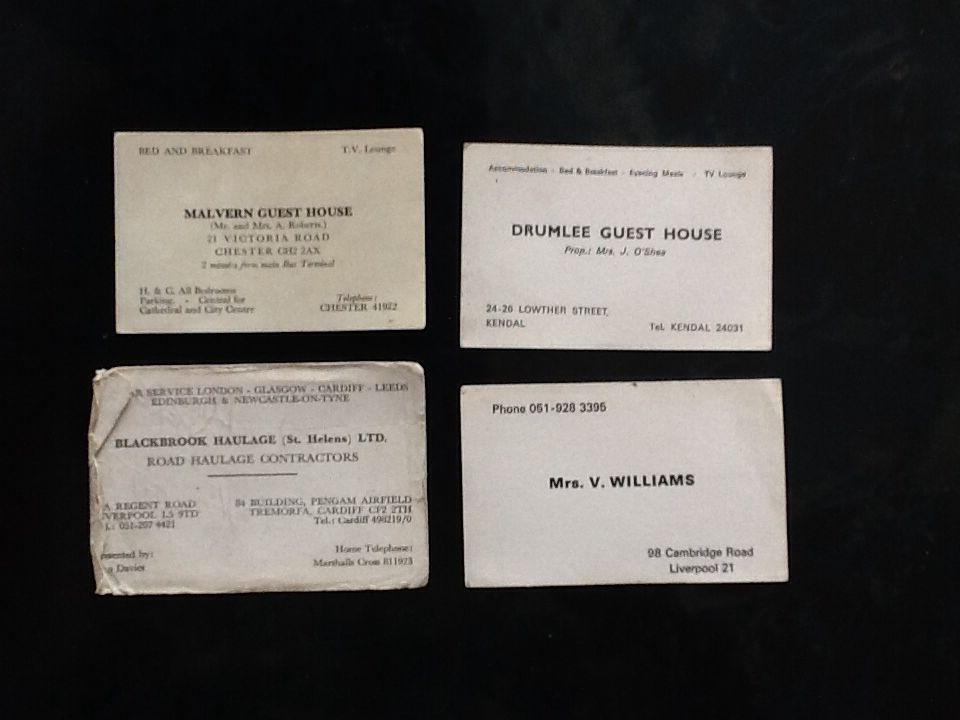 BED AND BREAKFAST T.V. Lounge
MALVERN GUEST HOUSE
(Mr. and Mrs. A. Roberts.)
21 VICTORIA ROAD
CHESTER CH2 2AX
2 minutes from main Bus Terminal
H. & C. All Bedrooms
Parking. - Central for
Cathedral and City Centre
Telephone:
CHESTER 41922
Accommodation - Bed & Breakfast - Evening Meals - TV Lounge
DRUMLEE GUEST HOUSE
Prop.: Mrs. J. O'Shea
24-26 LOWTHER STREET,
KENDAL
Tel. KENDAL 24031
SERVICE LONDON - GLASGOW - CARDIFF - LEEDS
EDINBURGH & NEWCASTLE-ON-TYNE
BLACKBROOK HAULAGE (St. Helens) LTD.
ROAD HAULAGE CONTRACTORS
A REGENT ROAD
VERPOOL L5 9TD
L: 051-207 4421
84 BUILDING, PENGAM AIRFIELD
TREMORFA, CARDIFF CF2 2TH
Tel.: Cardiff 498219/0
esented by:
Davies
Home Telephone:
Marshalls Cross 811923
Phone 051-928 3395
Mrs. V. WILLIAMS
98 Cambridge Road
Liverpool 21